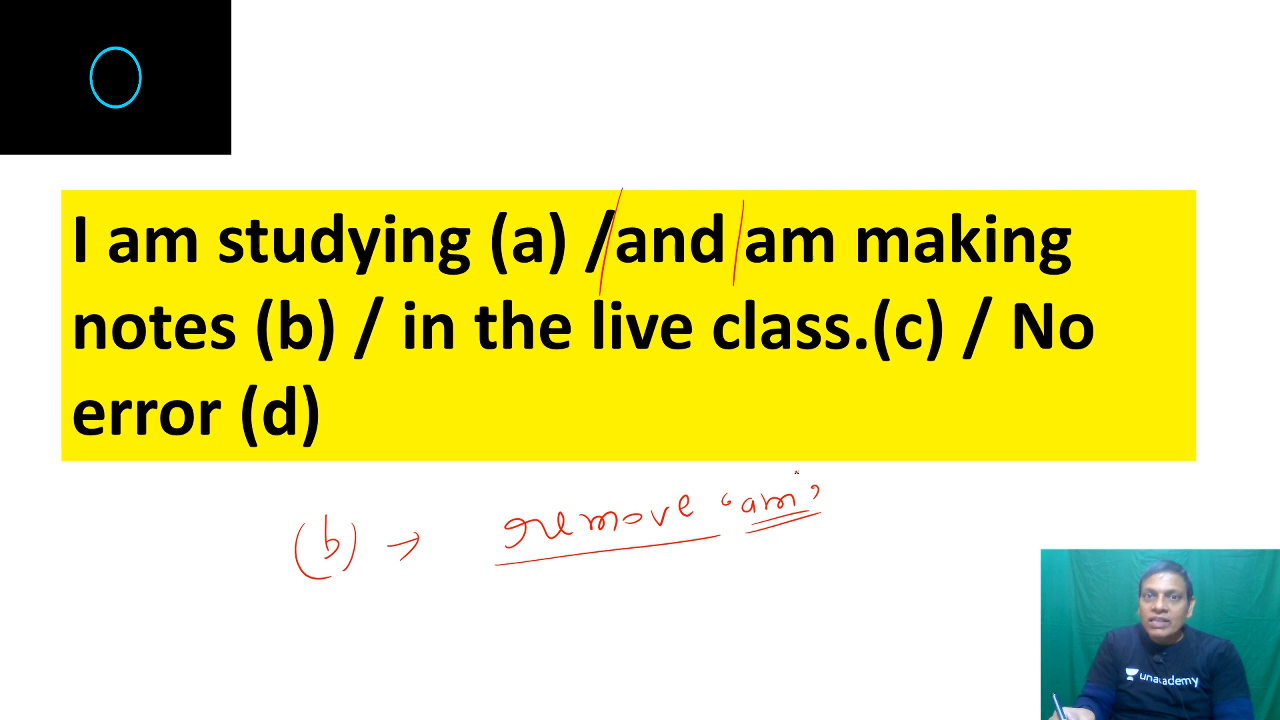 I am studying (a) /and am making
notes (b) / in the live class.(c) / No
error (d)
(b) → remove 'am'
unacademy